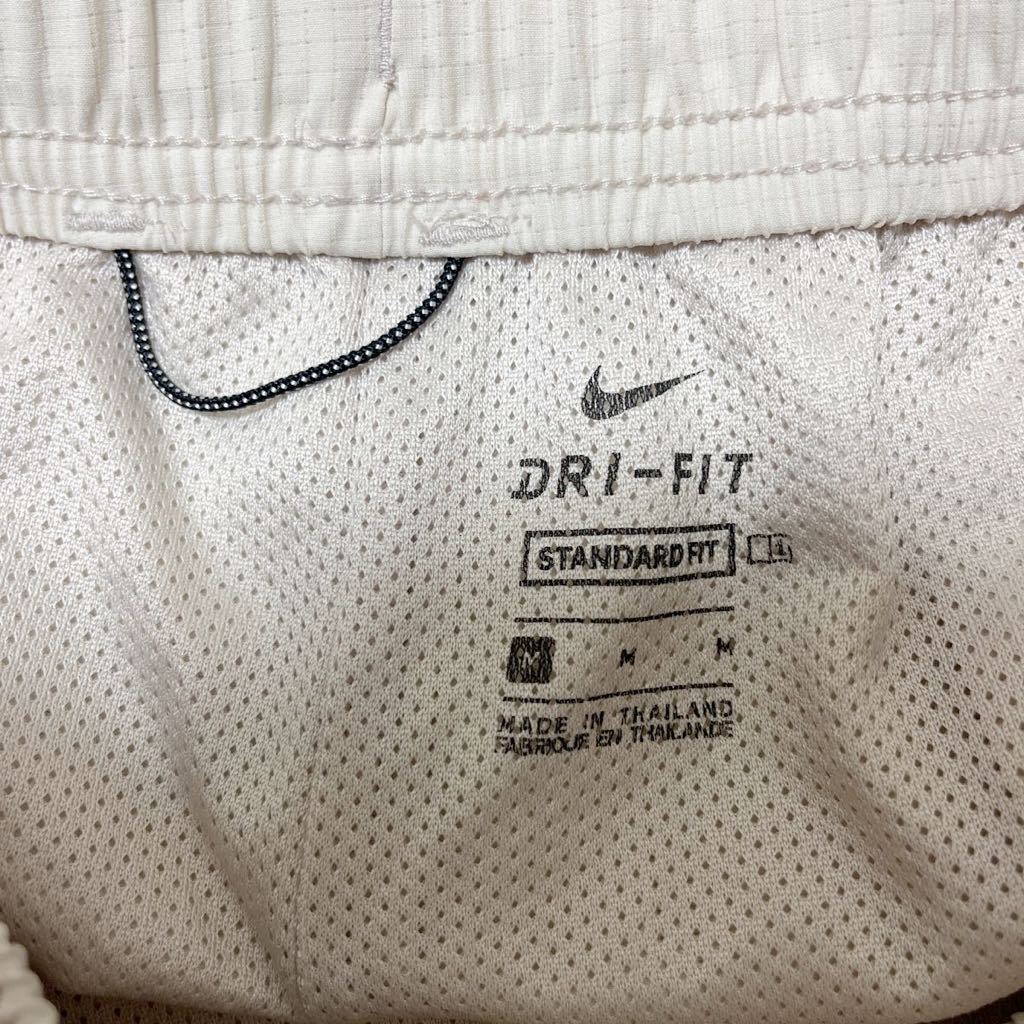 DRI-FIT
STANDARD FIT
M M M
MADE IN THAILAND
FABRIQUE EN THAILANDE